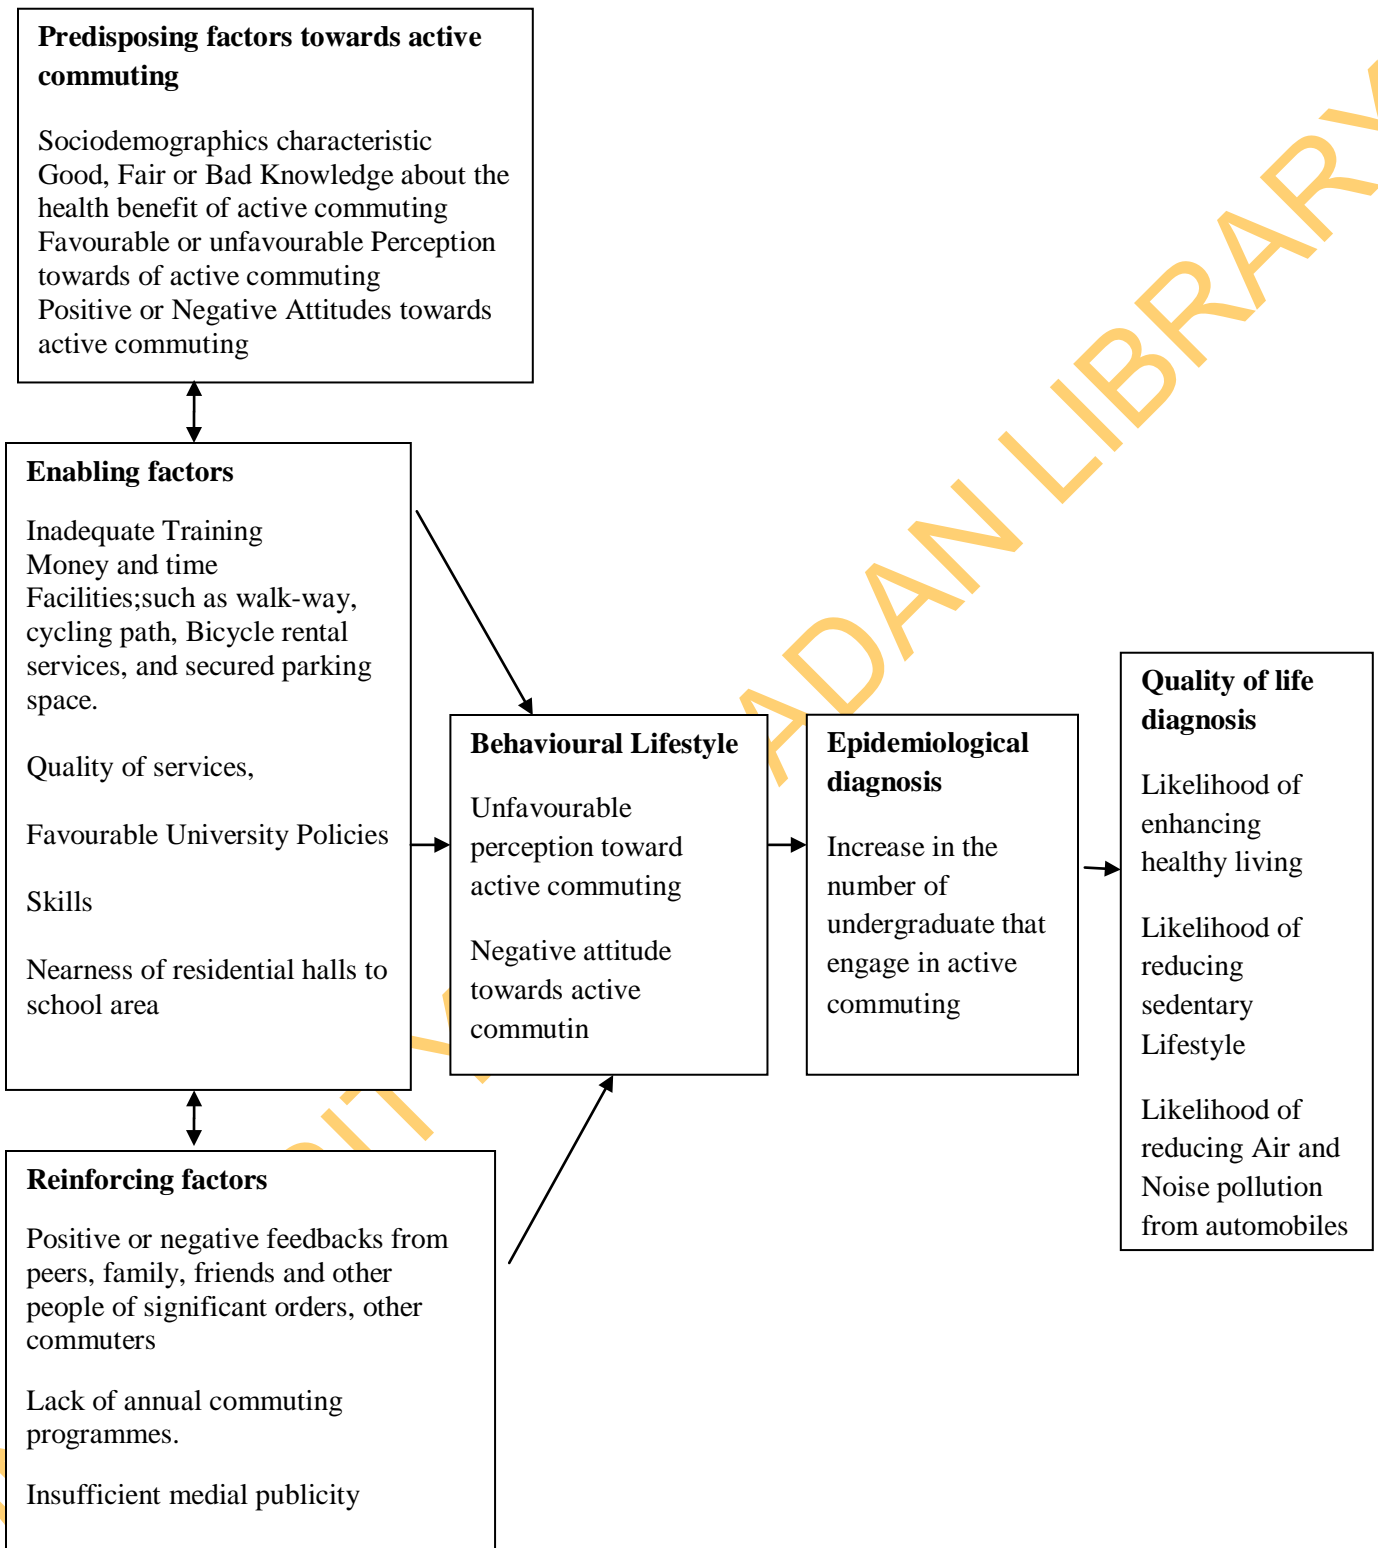 Predisposing factors towards active
commuting
Sociodemographics characteristic
Good, Fair or Bad Knowledge about the
health benefit of active commuting
Favourable or unfavourable Perception
towards of active commuting
Positive or Negative Attitudes towards
active commuting
Enabling factors
Inadequate Training
Money and time
Facilities;such as walk-way,
cycling path, Bicycle rental
services, and secured parking
space.
Quality of services,
Favourable University Policies
Skills
Nearness of residential halls to
school area
Reinforcing factors
Positive or negative feedbacks from
peers, family, friends and other
people of significant orders, other
commuters
Lack of annual commuting
programmes.
Insufficient medial publicity
Behavioural Lifestyle
Unfavourable
perception toward
active commuting
Negative attitude
towards active
commutin
Epidemiological
diagnosis
Increase in the
number of
undergraduate that
engage in active
commuting
Quality of life
diagnosis
Likelihood of
enhancing
healthy living
Likelihood of
reducing
sedentary
Lifestyle
Likelihood of
reducing Air and
Noise pollution
from automobiles
ADAN LIBRARY